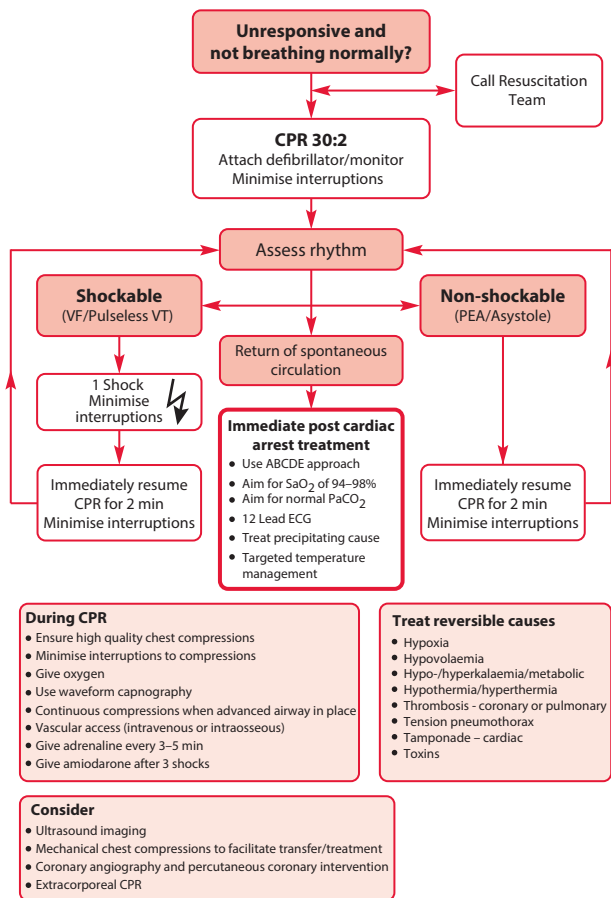 Unresponsive and
not breathing normally?
Call Resuscitation
Team
CPR 30:2
Attach defibrillator/monitor
Minimise interruptions
Assess rhythm
Shockable
(VF/Pulseless VT)
Non-shockable
(PEA/Asystole)
Return of spontaneous
circulation
1 Shock
Minimise
interruptions
Immediately resume
CPR for 2 min
Minimise interruptions
Immediate post cardiac
arrest treatment
• Use ABCDE approach
• Aim for SaO₂ of 94–98%
• Aim for normal PaCO₂
• 12 Lead ECG
• Treat precipitating cause
• Targeted temperature
management
Immediately resume
CPR for 2 min
Minimise interruptions
During CPR
• Ensure high quality chest compressions
• Minimise interruptions to compressions
• Give oxygen
• Use waveform capnography
• Continuous compressions when advanced airway in place
• Vascular access (intravenous or intraosseous)
• Give adrenaline every 3–5 min
• Give amiodarone after 3 shocks
Treat reversible causes
• Hypoxia
• Hypovolaemia
• Hypo-/hyperkalaemia/metabolic
• Hypothermia/hyperthermia
• Thrombosis - coronary or pulmonary
• Tension pneumothorax
• Tamponade – cardiac
• Toxins
Consider
• Ultrasound imaging
• Mechanical chest compressions to facilitate transfer/treatment
• Coronary angiography and percutaneous coronary intervention
• Extracorporeal CPR